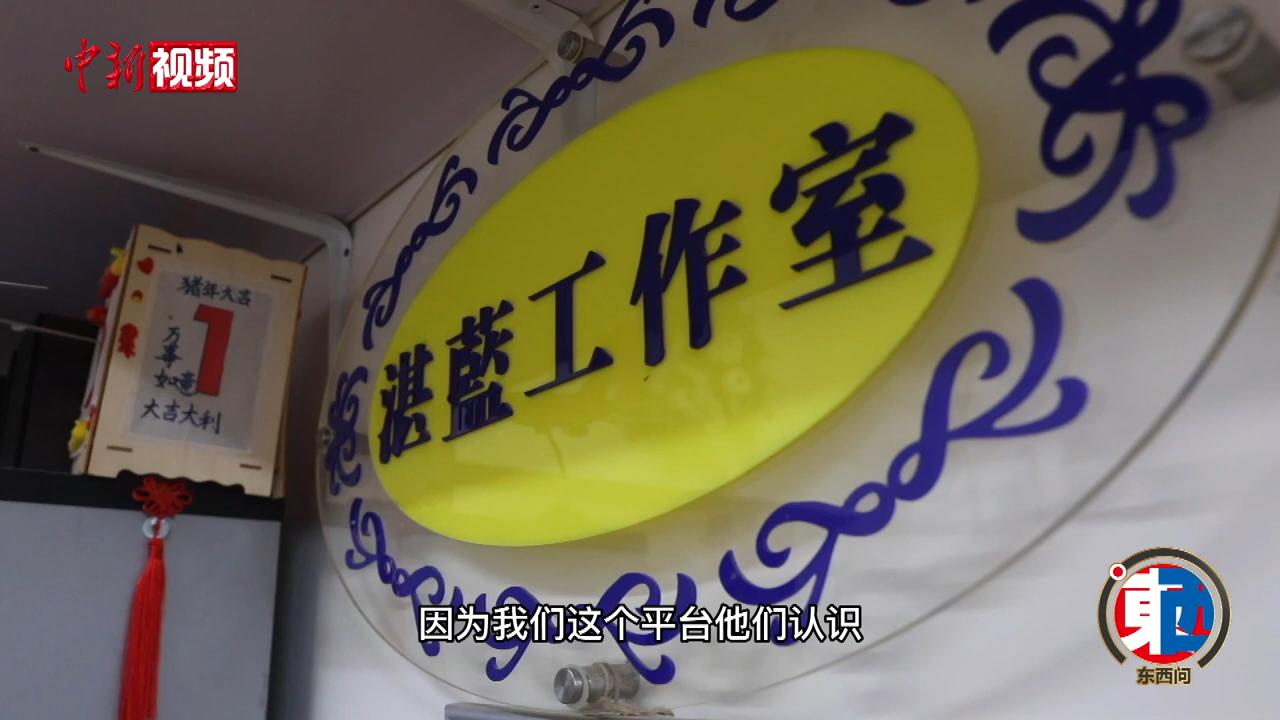 中新视频
湛藍工作室
猪年大吉
1
万事如意
大吉大利
因为我们这个平台他们认识
东西问